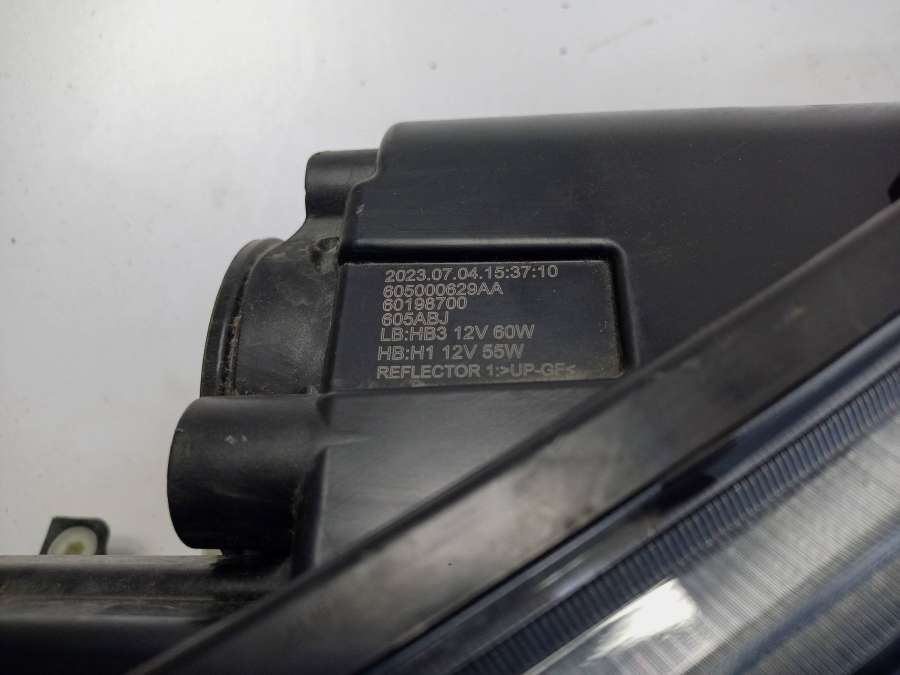 2023.07.04.15:37:10
605000629AA
60198700
605ABJ
LB:HB3 12V 60W
HB:H1 12V 55W
REFLECTOR 1:>UP-GF<